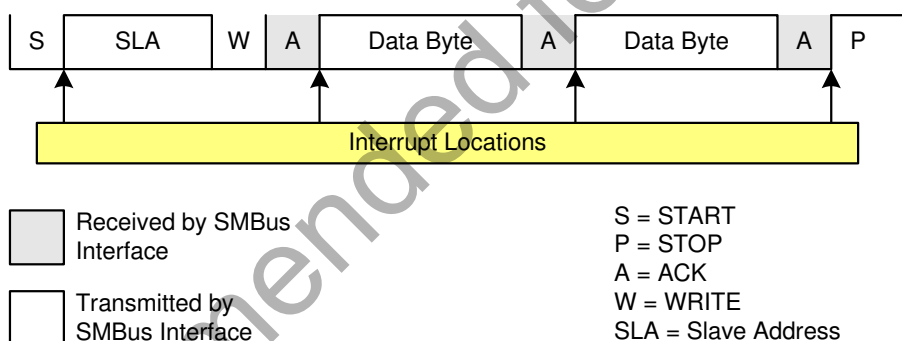 S SLA W A Data Byte A Data Byte A P
Interrupt Locations
Received by SMBus
Interface
Transmitted by
SMBus Interface
S = START
P = STOP
A = ACK
W = WRITE
SLA = Slave Address